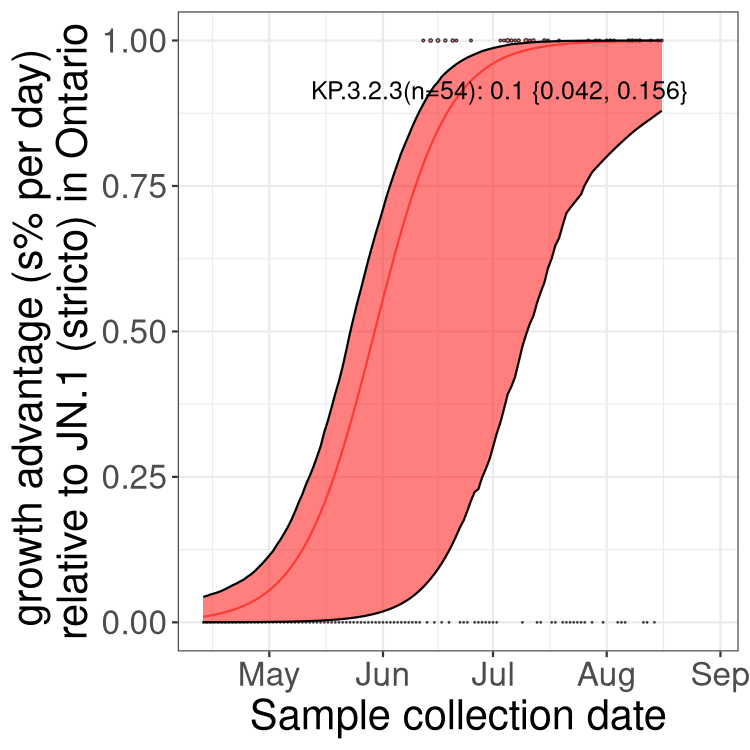 growth advantage (s% per day)
relative to JN.1 (stricto) in Ontario
1.00
0.75
0.50
0.25
0.00
KP.3.2.3(n=54): 0.1 {0.042, 0.156}
May Jun Jul Aug Sep
Sample collection date